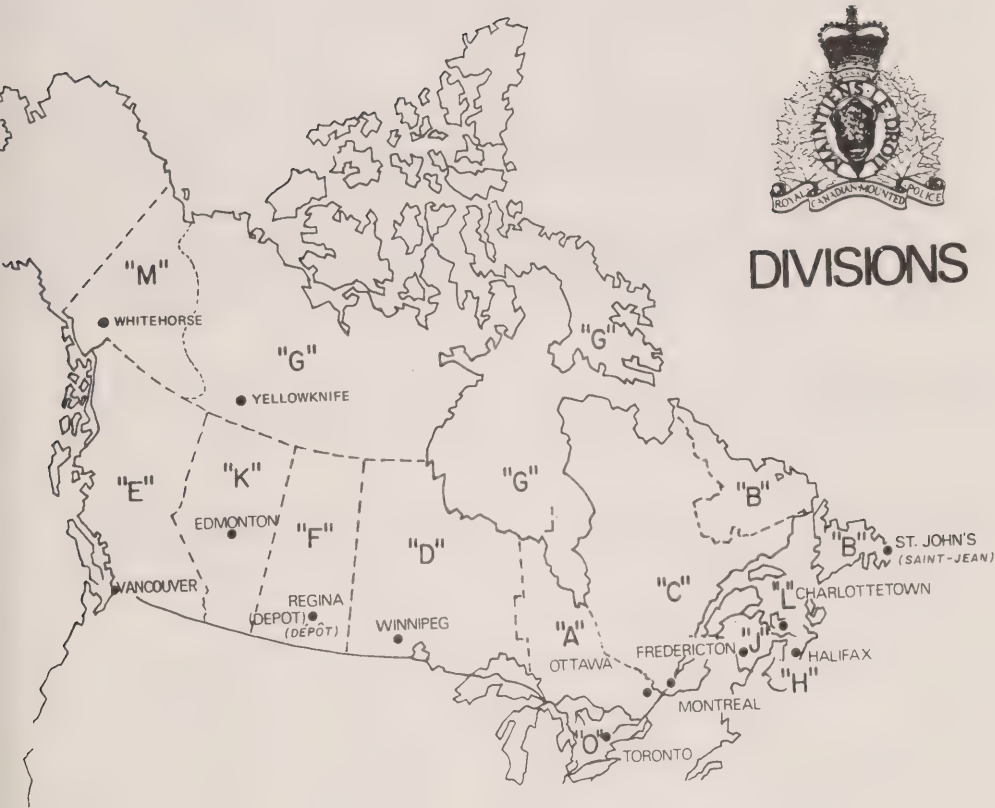 MAINTIENS LE DROIT
ROYAL CANADIAN MOUNTED POLICE
DIVISIONS
"M"
WHITEHORSE
"G"
"G"
YELLOWKNIFE
"E"
"K"
EDMONTON
"F"
"D"
"G"
"B"
"B"
ST. JOHN'S
(SAINT-JEAN)
VANCOUVER
REGINA
(DEPOT)
(DÉPÔT)
WINNIPEG
"A"
OTTAWA
"C"
"L"
CHARLOTTETOWN
FREDERICTON
"J"
HALIFAX
"H"
MONTREAL
"O"
TORONTO